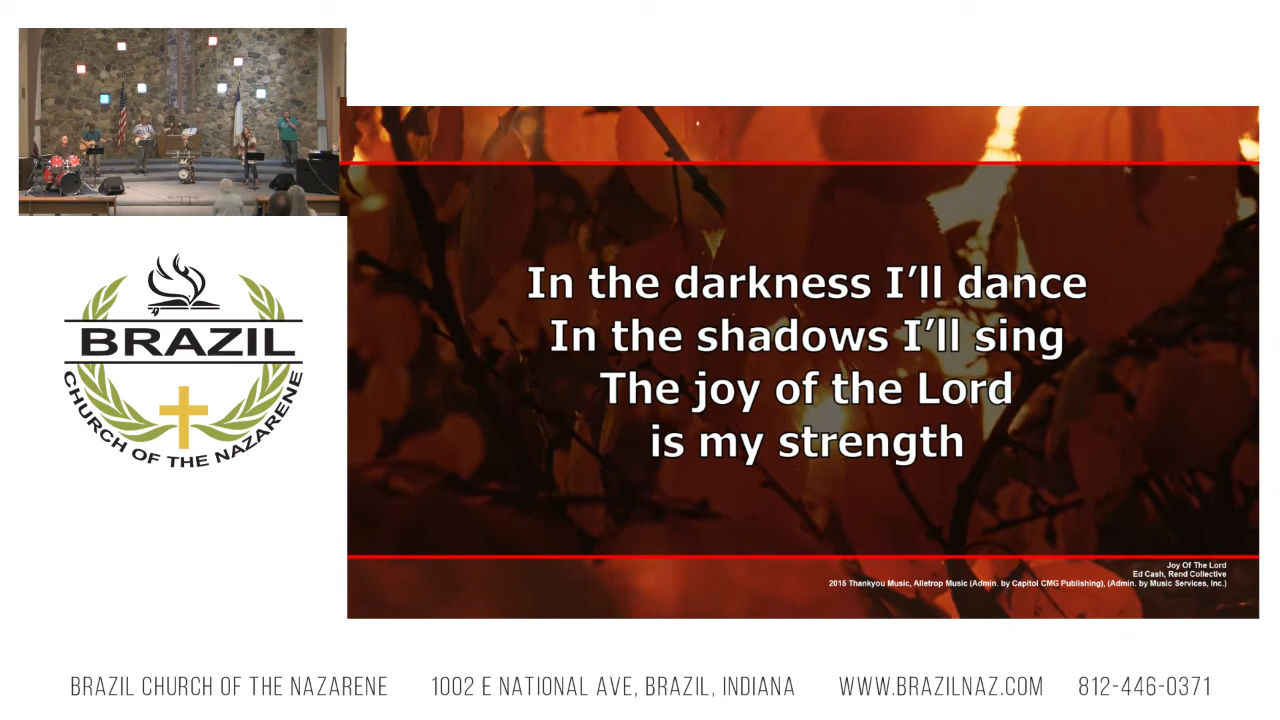 In the darkness I'll dance
In the shadows I'll sing
The joy of the Lord
is my strength
Joy Of The Lord
Ed Cash, Rend Collective
2015 Thankyou Music, Alletrop Music (Admin. by Capitol CMG Publishing), (Admin. by Music Services, Inc.)
BRAZIL
CHURCH OF THE NAZARENE
BRAZIL CHURCH OF THE NAZARENE 1002 E NATIONAL AVE, BRAZIL, INDIANA WWW.BRAZILNAZ.COM 812-446-0371